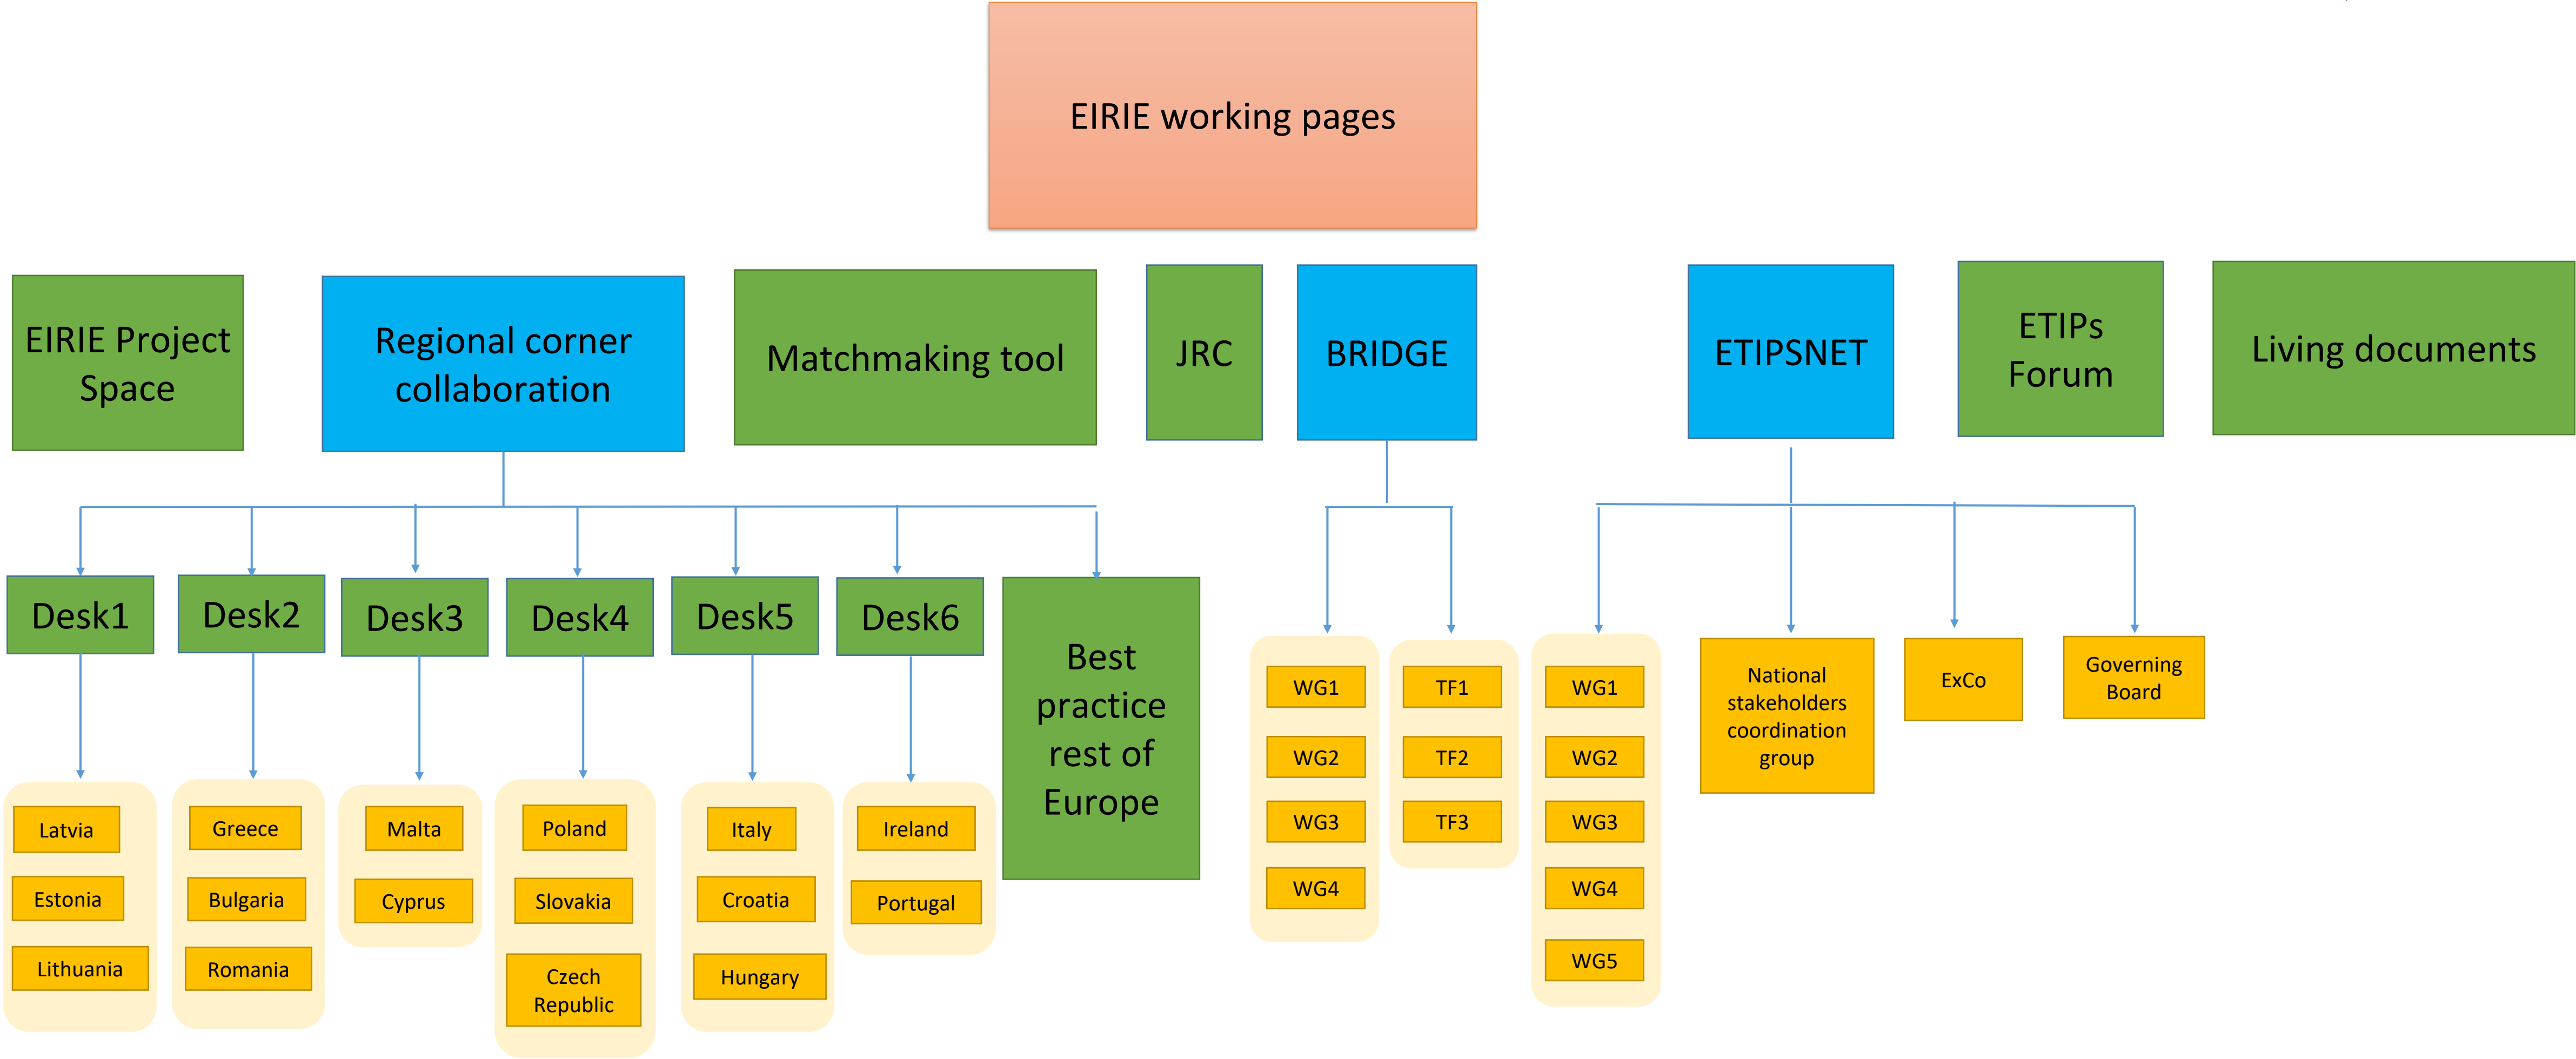 EIRIE working pages
EIRIE Project
Space
Regional corner
collaboration
Matchmaking tool
JRC
BRIDGE
ETIPSNET
ETIPs
Forum
Living documents
Desk1
Desk2
Desk3
Desk4
Desk5
Desk6
Best
practice
rest of
Europe
Latvia
Estonia
Lithuania
Greece
Bulgaria
Romania
Malta
Cyprus
Poland
Slovakia
Czech
Republic
Italy
Croatia
Hungary
Ireland
Portugal
WG1
WG2
WG3
WG4
TF1
TF2
TF3
WG1
WG2
WG3
WG4
WG5
National
stakeholders
coordination
group
ExCo
Governing
Board